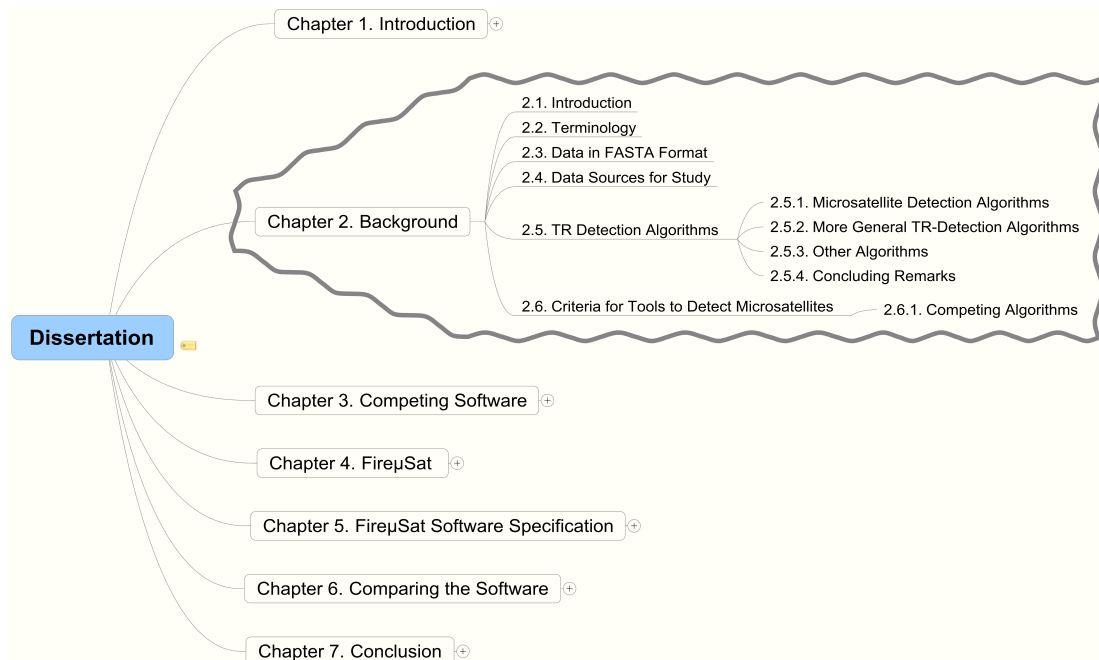 Chapter 1. Introduction
2.1. Introduction
2.2. Terminology
2.3. Data in FASTA Format
2.4. Data Sources for Study
Chapter 2. Background
2.5. TR Detection Algorithms
2.5.1. Microsatellite Detection Algorithms
2.5.2. More General TR-Detection Algorithms
2.5.3. Other Algorithms
2.5.4. Concluding Remarks
2.6. Criteria for Tools to Detect Microsatellites
2.6.1. Competing Algorithms
Dissertation
Chapter 3. Competing Software
Chapter 4. FireµSat
Chapter 5. FireµSat Software Specification
Chapter 6. Comparing the Software
Chapter 7. Conclusion